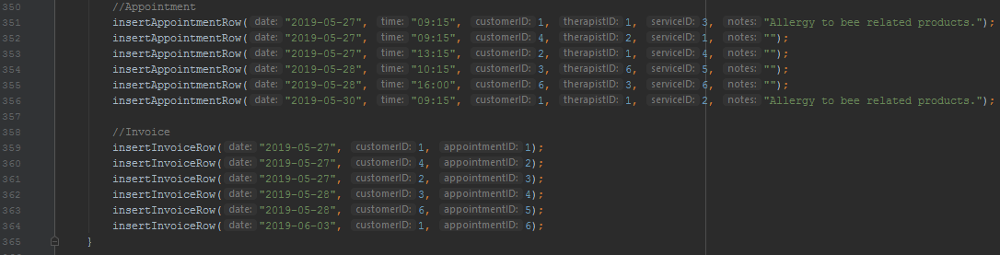 350 //Appointment
351 insertAppointmentRow( date: "2019-05-27", time: "09:15", customerID: 1, therapistID: 1, serviceID: 3, notes: "Allergy to bee related products.");
352 insertAppointmentRow( date: "2019-05-27", time: "09:15", customerID: 4, therapistID: 2, serviceID: 1, notes: "");
353 insertAppointmentRow( date: "2019-05-27", time: "13:15", customerID: 2, therapistID: 1, serviceID: 4, notes: "");
354 insertAppointmentRow( date: "2019-05-28", time: "10:15", customerID: 3, therapistID: 6, serviceID: 5, notes: "");
355 insertAppointmentRow( date: "2019-05-28", time: "16:00", customerID: 6, therapistID: 3, serviceID: 6, notes: "");
356 insertAppointmentRow( date: "2019-05-30", time: "09:15", customerID: 1, therapistID: 1, serviceID: 2, notes: "Allergy to bee related products.");
357
358 //Invoice
359 insertInvoiceRow( date: "2019-05-27", customerID: 1, appointmentID: 1);
360 insertInvoiceRow( date: "2019-05-27", customerID: 4, appointmentID: 2);
361 insertInvoiceRow( date: "2019-05-27", customerID: 2, appointmentID: 3);
362 insertInvoiceRow( date: "2019-05-28", customerID: 3, appointmentID: 4);
363 insertInvoiceRow( date: "2019-05-28", customerID: 6, appointmentID: 5);
364 insertInvoiceRow( date: "2019-06-03", customerID: 1, appointmentID: 6);
365 }